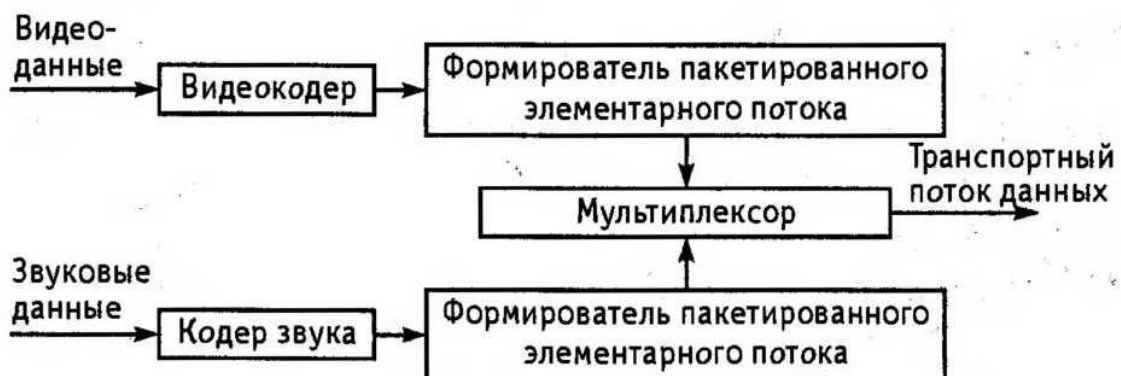 Видео-
данные
Видеокодер
Формирователь пакетированного
элементарного потока
Транспортный
поток данных
Мультиплексор
Звуковые
данные
Кодер звука
Формирователь пакетированного
элементарного потока